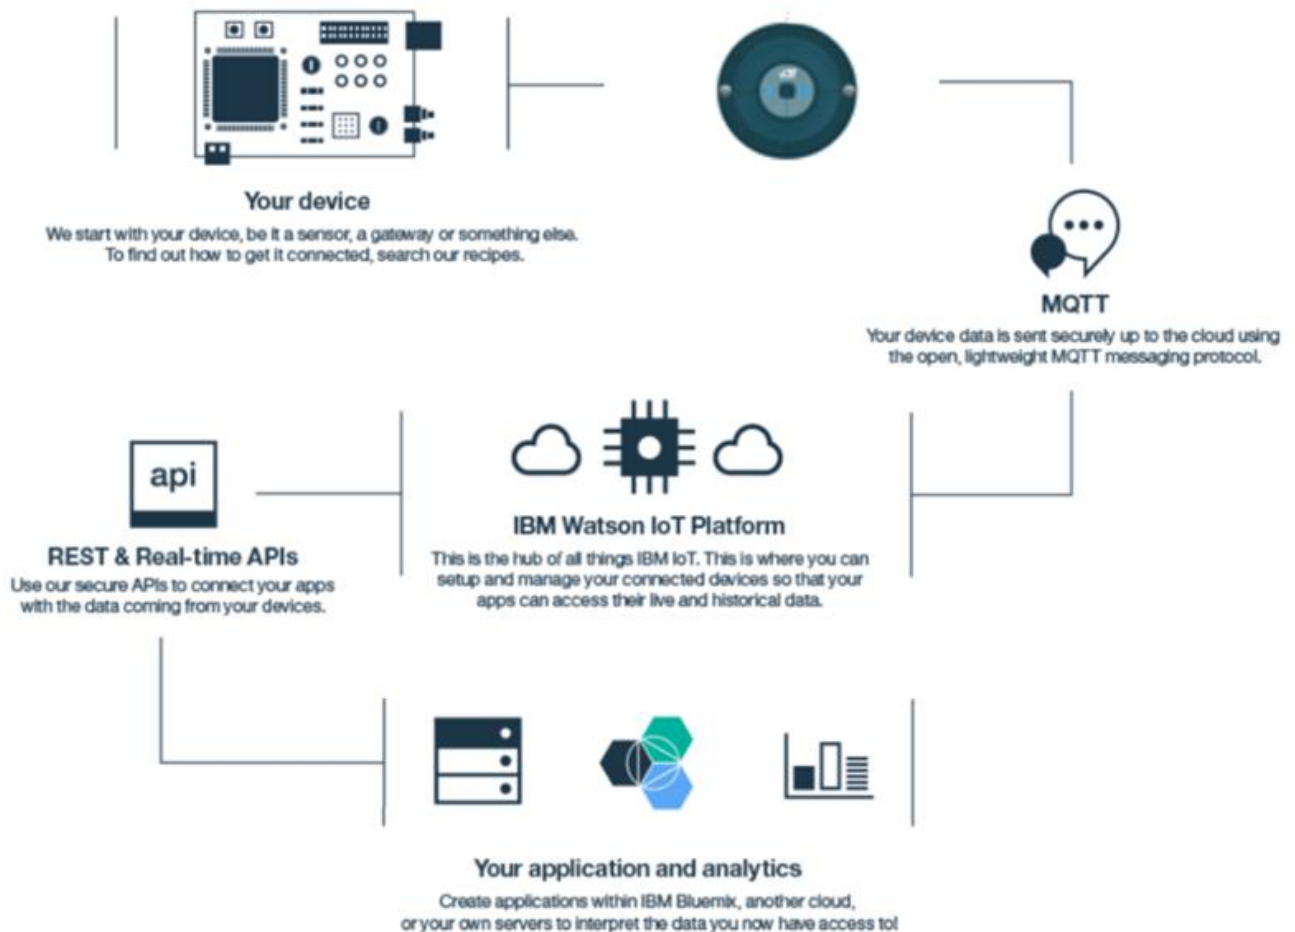 Your device
We start with your device, be it a sensor, a gateway or something else.
To find out how to get it connected, search our recipes.
MQTT
Your device data is sent securely up to the cloud using
the open, lightweight MQTT messaging protocol.
api
REST & Real-time APIs
Use our secure APIs to connect your apps
with the data coming from your devices.
IBM Watson IoT Platform
This is the hub of all things IBM IoT. This is where you can
setup and manage your connected devices so that your
apps can access their live and historical data.
Your application and analytics
Create applications within IBM Bluemix, another cloud,
or your own servers to interpret the data you now have access to!